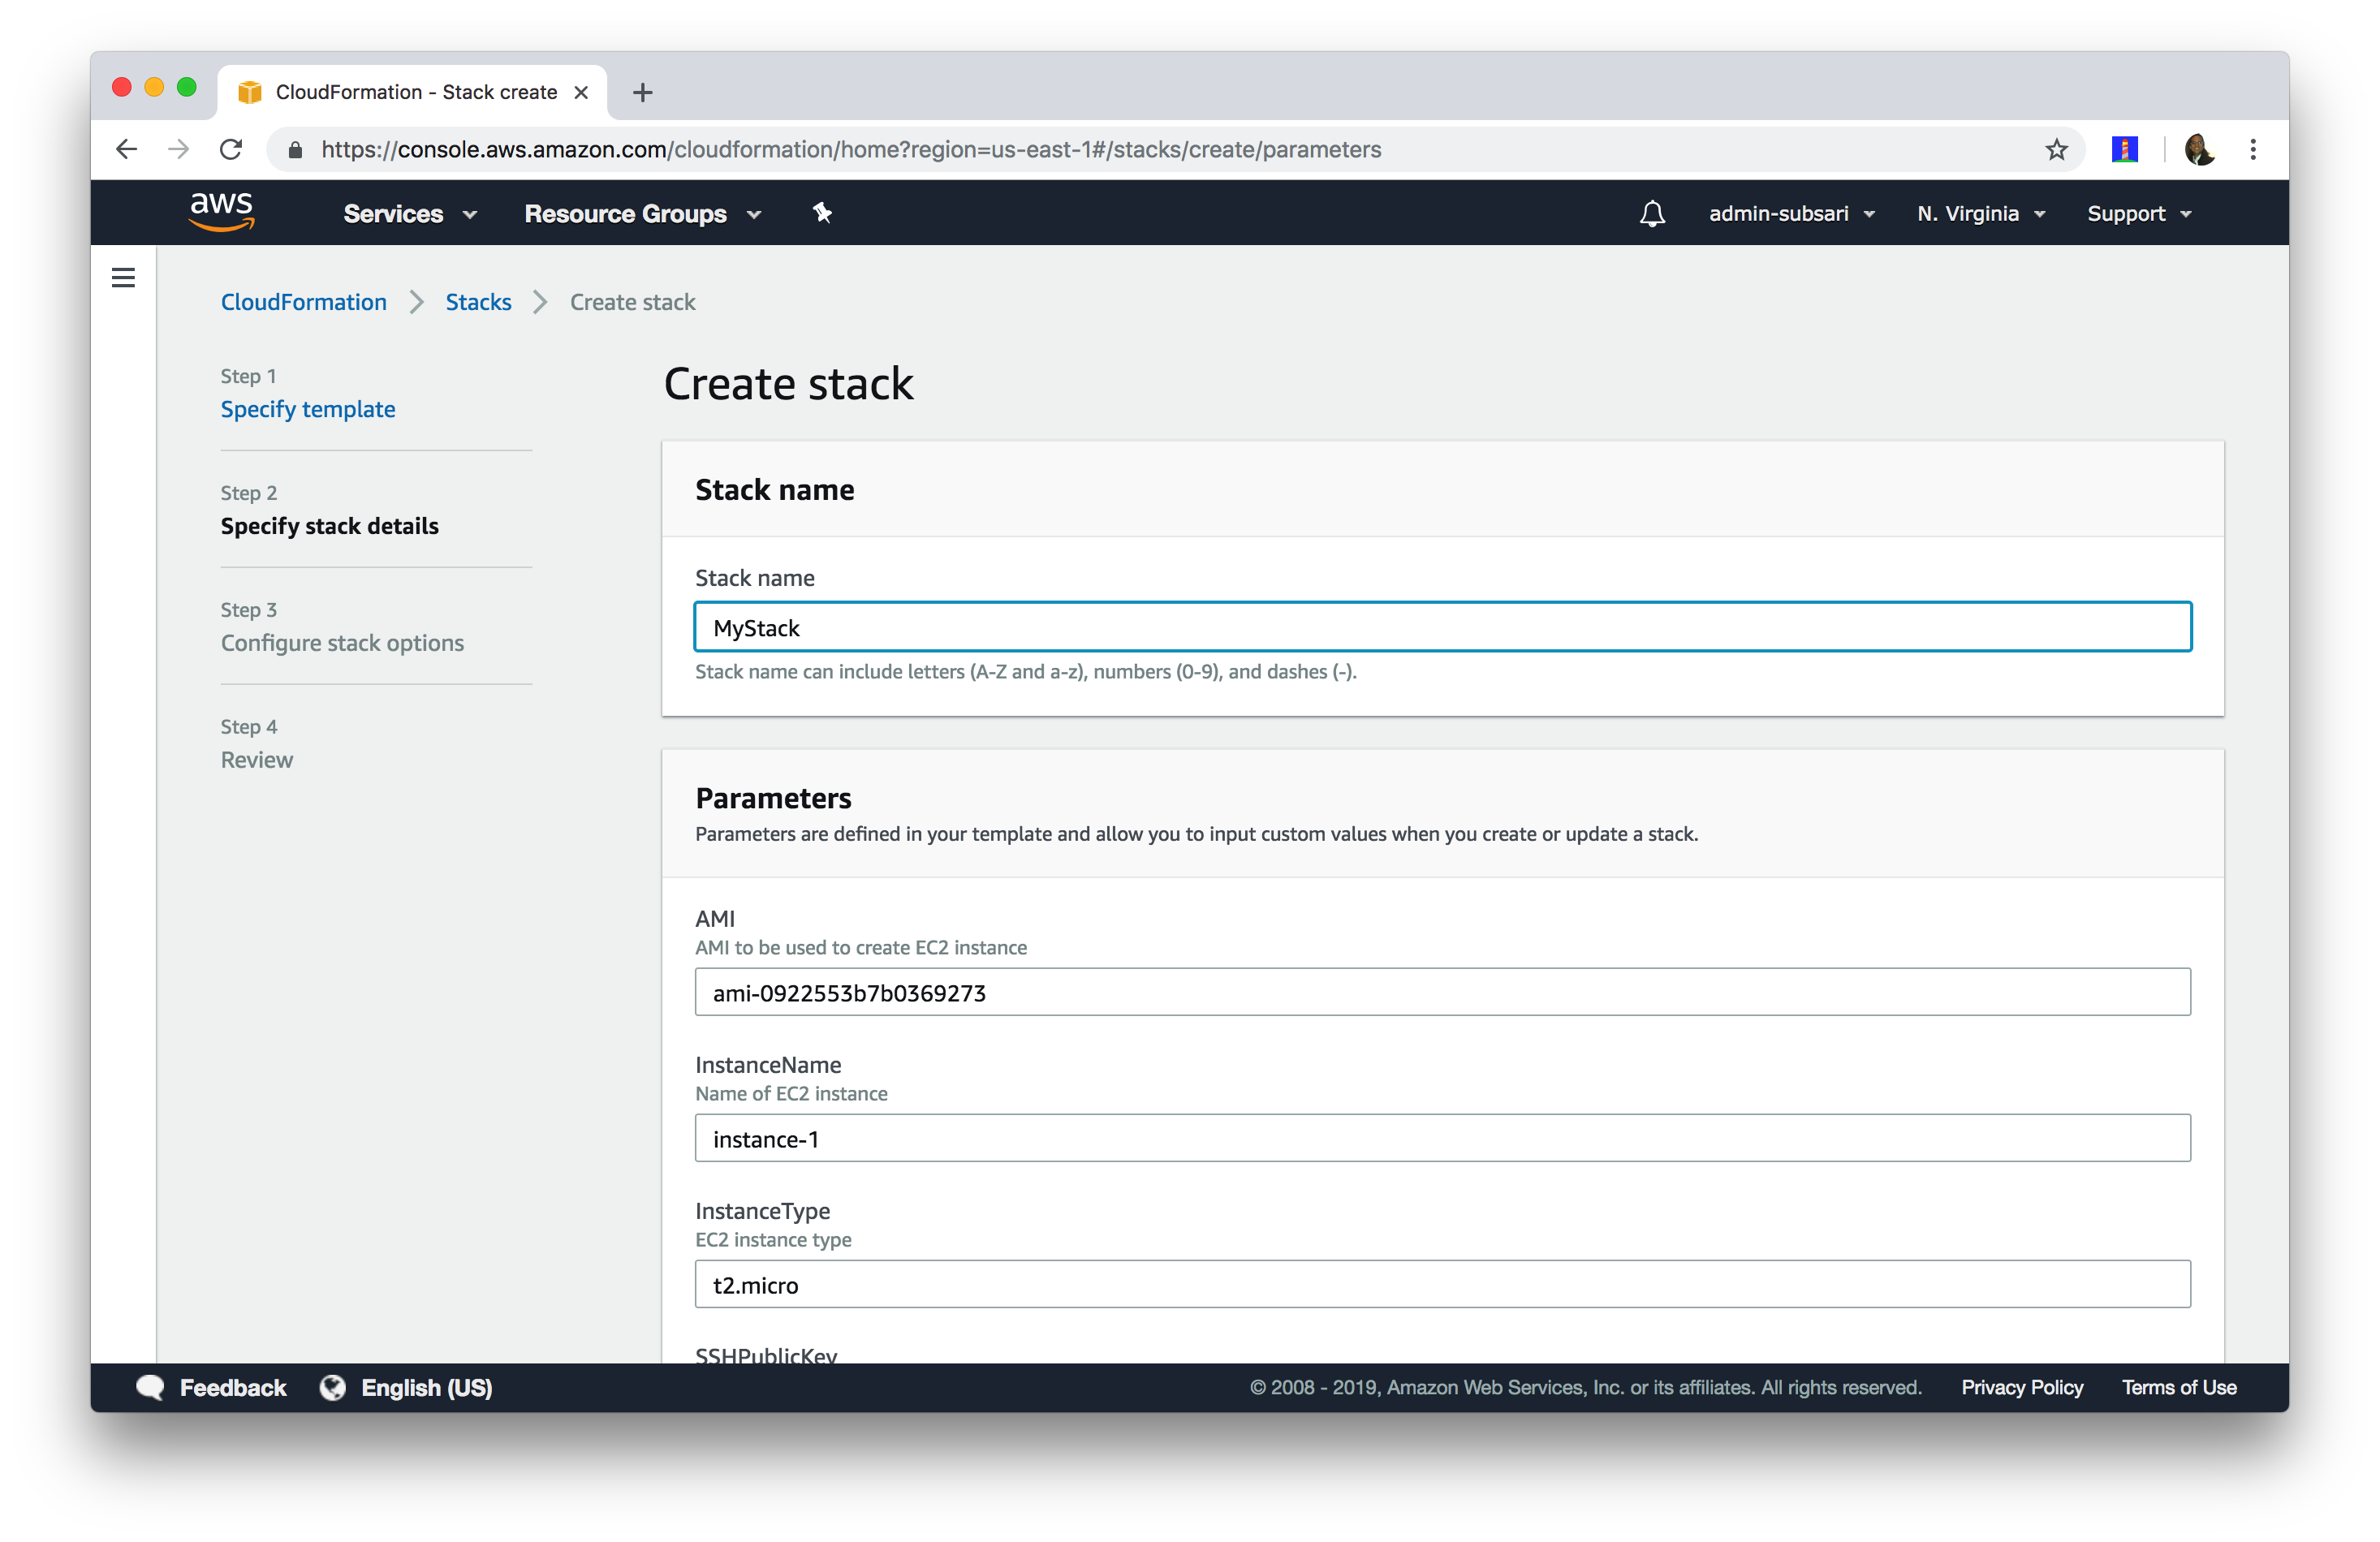 CloudFormation - Stack create
https://console.aws.amazon.com/cloudformation/home?region=us-east-1#/stacks/create/parameters
aws Services Resource Groups admin-subsari N. Virginia Support
CloudFormation Stacks Create stack
Step 1
Specify template
Step 2
Specify stack details
Step 3
Configure stack options
Step 4
Review
Create stack
Stack name
Stack name
MyStack
Stack name can include letters (A-Z and a-z), numbers (0-9), and dashes (-).
Parameters
Parameters are defined in your template and allow you to input custom values when you create or update a stack.
AMI
AMI to be used to create EC2 instance
ami-0922553b7b0369273
InstanceName
Name of EC2 instance
instance-1
InstanceType
EC2 instance type
t2.micro
SSHPublicKey
Feedback English (US) © 2008 - 2019, Amazon Web Services, Inc. or its affiliates. All rights reserved. Privacy Policy Terms of Use